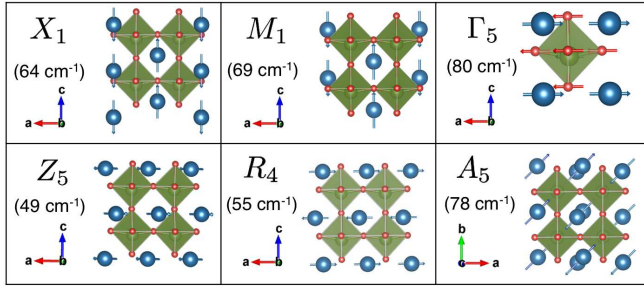 X₁
(64 cm⁻¹)
c
a
M₁
(69 cm⁻¹)
c
a
Γ₅
(80 cm⁻¹)
c
a
Z₅
(49 cm⁻¹)
c
a
R₄
(55 cm⁻¹)
c
a
A₅
(78 cm⁻¹)
b
a